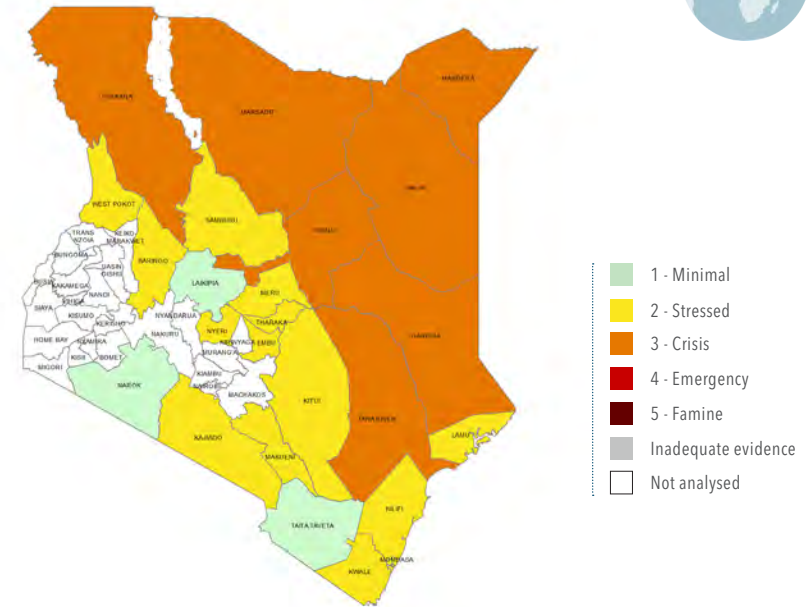 MANDERA
TURKANA
MARSABIT
WAJIR
WEST POKOT
SAMBURU
ISIOLO
TRANS
NZOIA
ELGEYO
MARAKWET
BUNGOMA
UASIN
GISHU
BARINGO
LAIKIPIA
MERU
BUSIA
KAKAMEGA
NANDI
SIAYA
VIHIGA
NYANDARUA
THARAKA
GARISSA
KISUMU
KERICHO
NAKURU
NYERI
KIRINYAGA
EMBU
HOME BAY
NYAMIRA
MURANG'A
KISII
BOMET
KIAMBU
MIGORI
NAIROBI
MACHAKOS
NAROK
KITUI
TANA RIVER
LAMU
KAJIADO
MAKUENI
KILIFI
TAITA TAVETA
MOMBASA
KWALE
1 - Minimal
2 - Stressed
3 - Crisis
4 - Emergency
5 - Famine
Inadequate evidence
Not analysed